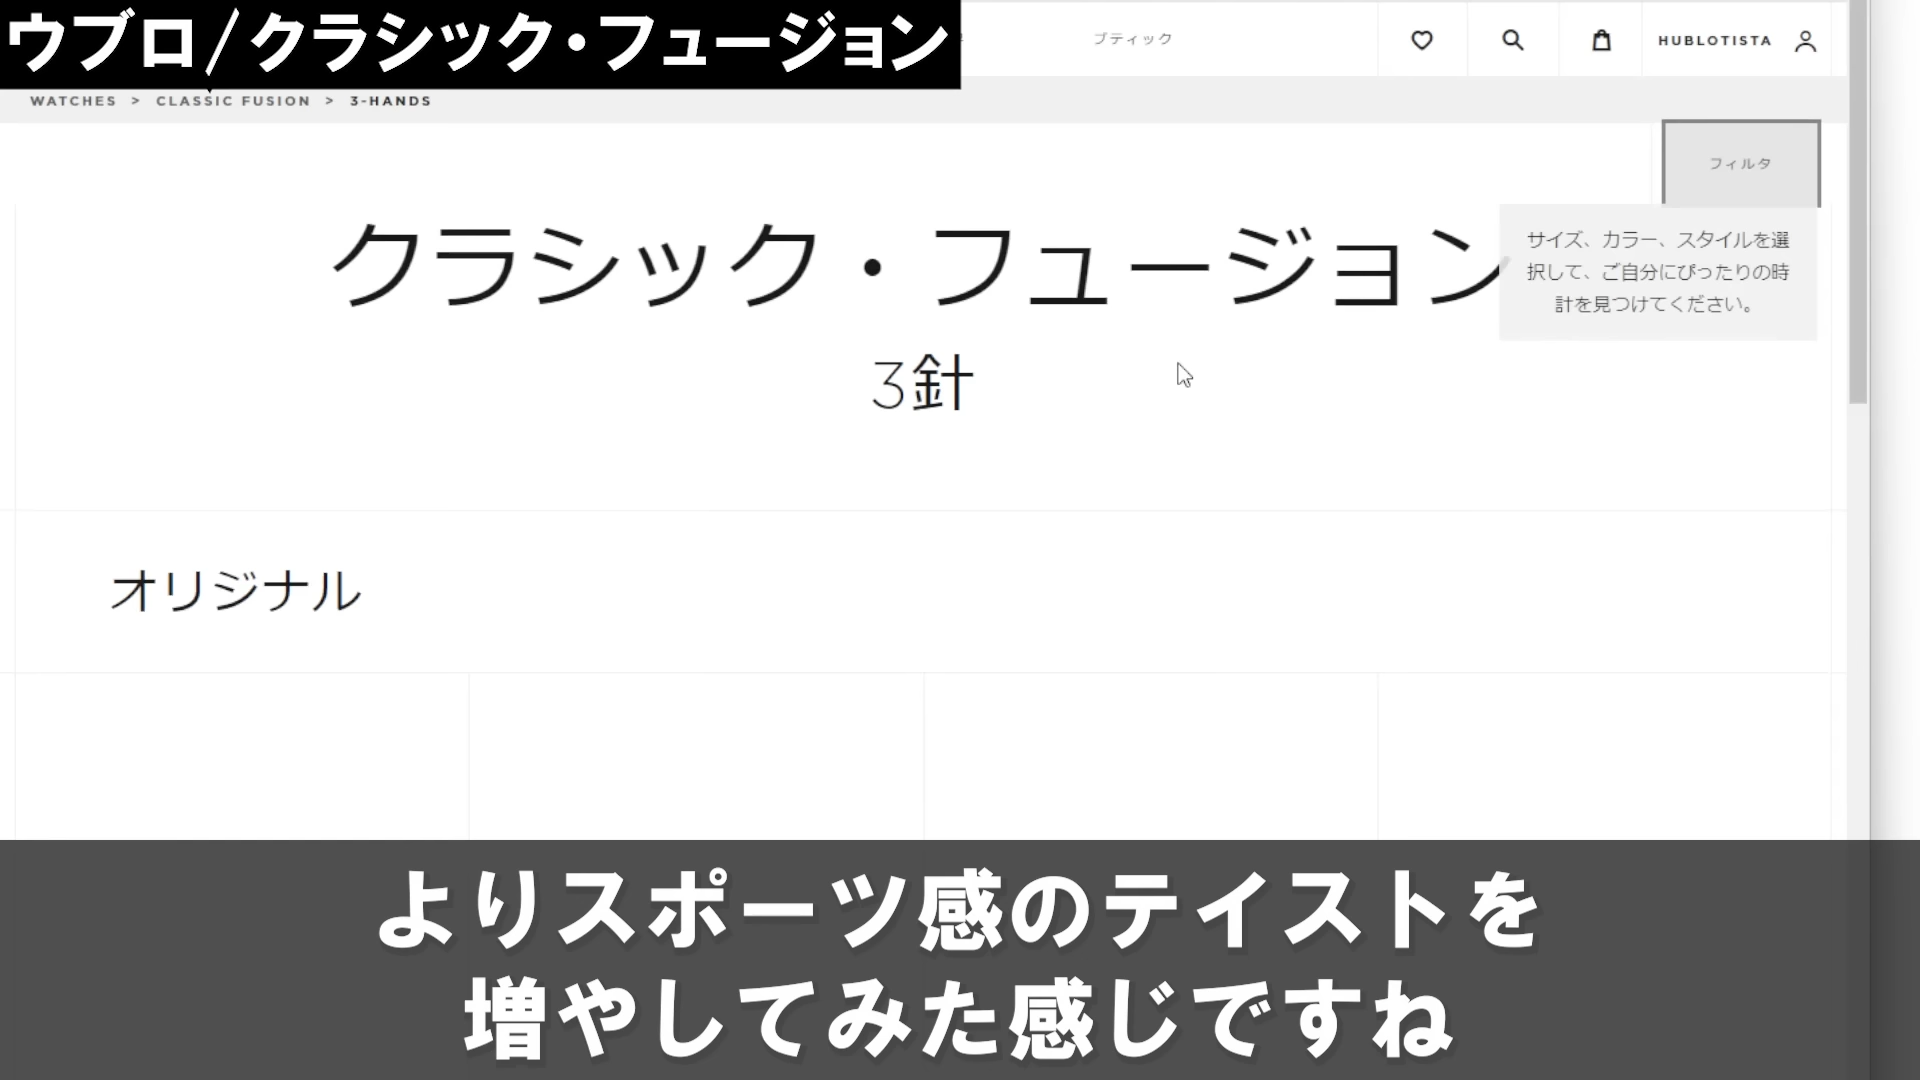 ウブロ/クラシック・フュージョン
ブティック
HUBLOTISTA
WATCHES > CLASSIC FUSION > 3-HANDS
フィルタ
クラシック・フュージョン
サイズ、カラー、スタイルを選
択して、ご自分にぴったりの時
計を見つけてください。
3針
オリジナル
よりスポーツ感のテイストを
増やしてみた感じですね